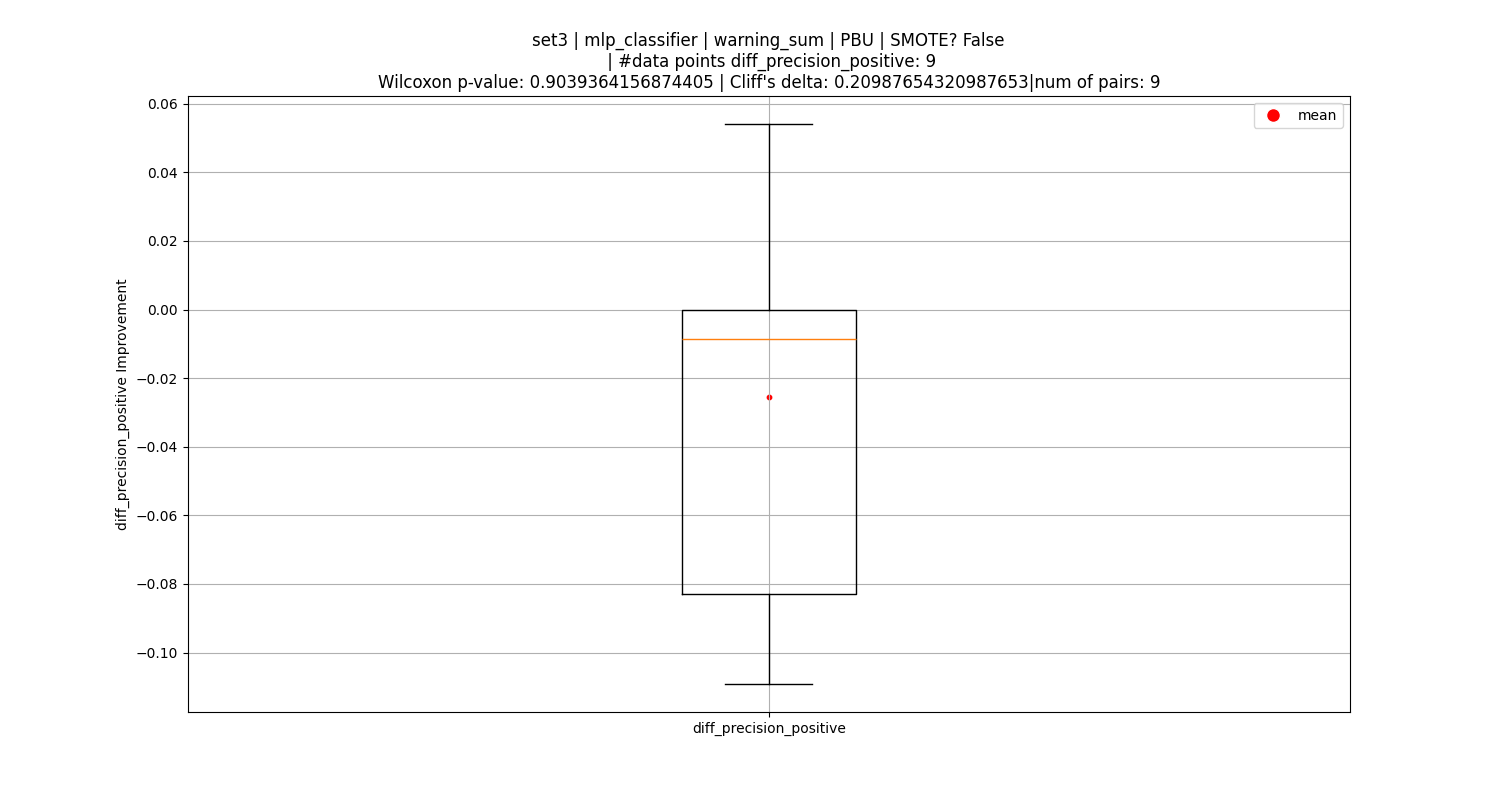 set3 | mlp_classifier | warning_sum | PBU | SMOTE? False
| #data points diff_precision_positive: 9
Wilcoxon p-value: 0.9039364156874405 | Cliff's delta: 0.20987654320987653|num of pairs: 9
mean
0.06
0.04
0.02
0.00
−0.02
−0.04
−0.06
−0.08
−0.10
diff_precision_positive Improvement
diff_precision_positive